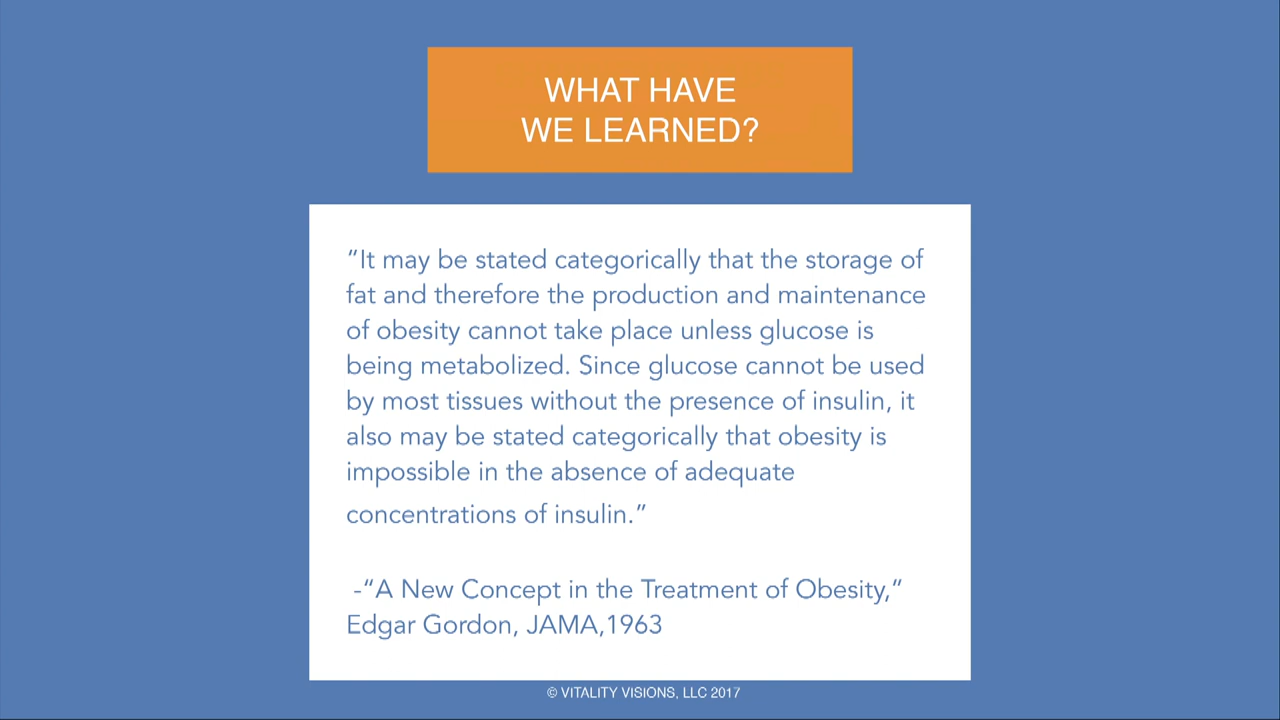 WHAT HAVE
WE LEARNED?
“It may be stated categorically that the storage of
fat and therefore the production and maintenance
of obesity cannot take place unless glucose is
being metabolized. Since glucose cannot be used
by most tissues without the presence of insulin, it
also may be stated categorically that obesity is
impossible in the absence of adequate
concentrations of insulin.”
-“A New Concept in the Treatment of Obesity,”
Edgar Gordon, JAMA,1963
© VITALITY VISIONS, LLC 2017